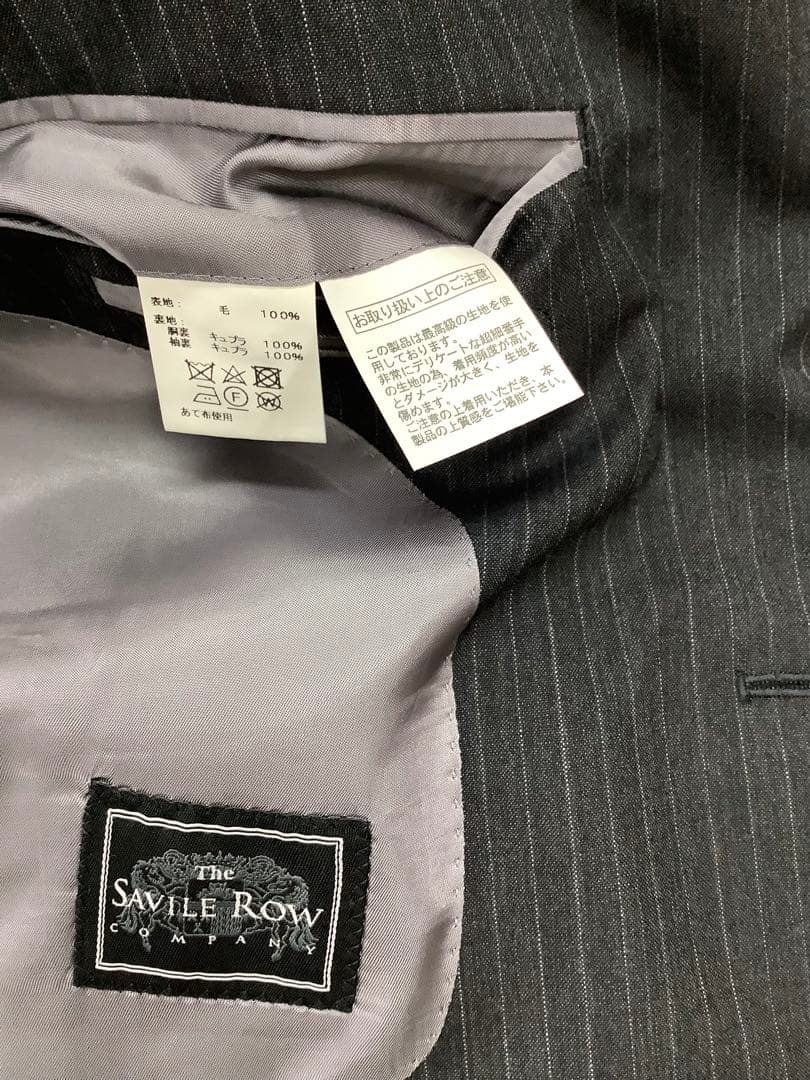 表地： 毛 100%
裏地：
胴裏 キュプラ 100%
袖裏 キュプラ 100%
あて布使用
お取り扱い上のご注意
この製品は最高級の生地を使
用しております。
非常にデリケートな超細番手
の生地の為、着用頻度が高い
とダメージが大きく、生地を
傷めます。
ご注意の上着用いただき、本
製品の上質感をご堪能下さい。
The
SAVILE ROW
COMPANY